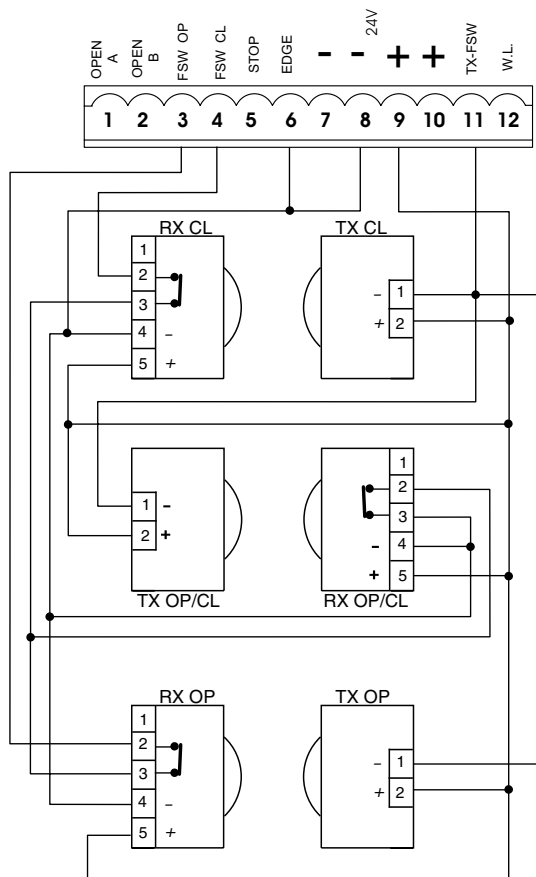 OPEN A
OPEN B
FSW OP
FSW CL
STOP
EDGE
-
-
24V
+
+
TX-FSW
W.L.
1 2 3 4 5 6 7 8 9 10 11 12
RX CL
1
2
3
4 -
5 +
TX CL
- 1
+ 2
1 -
2 +
TX OP/CL
1
2
3
- 4
+ 5
RX OP/CL
RX OP
1
2
3
4 -
5 +
TX OP
- 1
+ 2